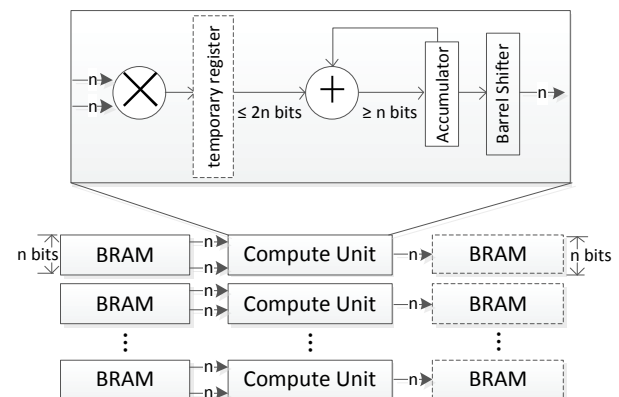 n
n
temporary register
≤ 2n bits
+
≥ n bits
Accumulator
Barrel Shifter
n
n bits
BRAM
n
n
Compute Unit
n
BRAM
n bits
BRAM
n
n
Compute Unit
n
BRAM
BRAM
n
n
Compute Unit
n
BRAM